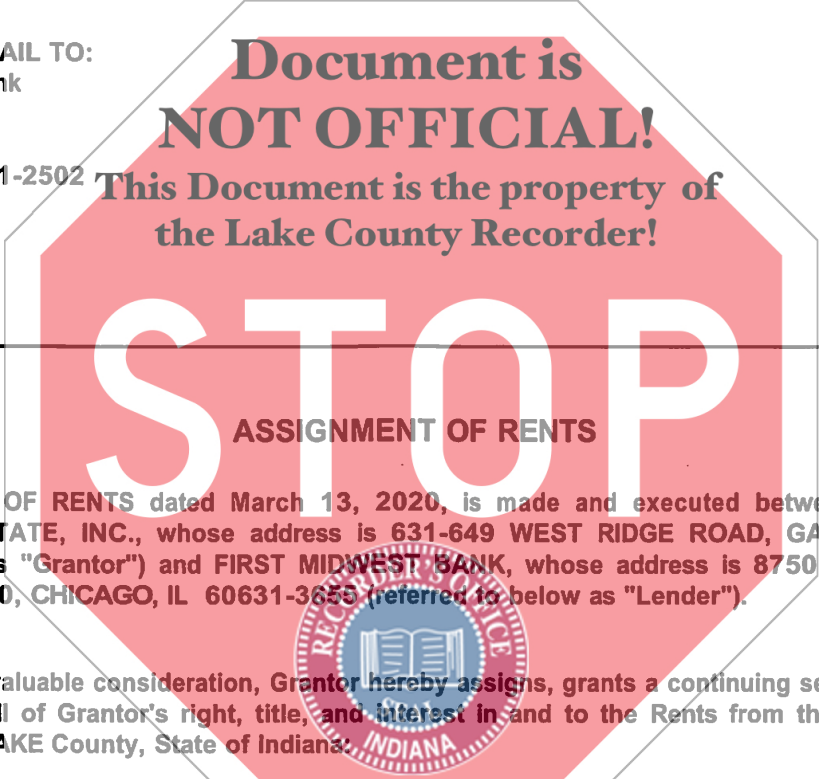 AIL TO:
nk
1-2502
Document is
NOT OFFICIAL!
This Document is the property of
the Lake County Recorder!
STOP
ASSIGNMENT OF RENTS
OF RENTS dated March 13, 2020, is made and executed betwe
TATE, INC., whose address is 631-649 WEST RIDGE ROAD, GA
s "Grantor") and FIRST MIDWEST BANK, whose address is 8750
0, CHICAGO, IL 60631-3655 (referred to below as "Lender").
RECORDER'S OFFICE
SEAL
INDIANA
aluable consideration, Grantor hereby assigns, grants a continuing se
l of Grantor's right, title, and interest in and to the Rents from th
AKE County, State of Indiana: